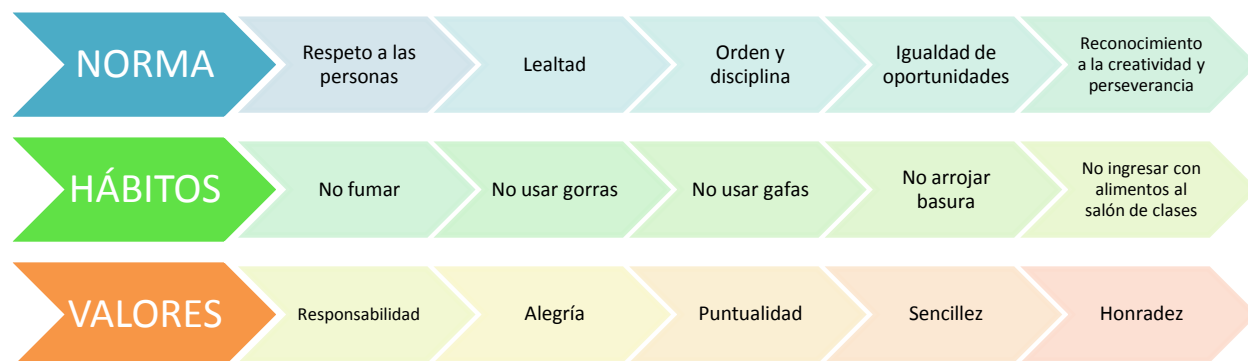 NORMA
Respeto a las
personas
Lealtad
Orden y
disciplina
Igualdad de
oportunidades
Reconocimiento
a la creatividad y
perseverancia
HÁBITOS
No fumar
No usar gorras
No usar gafas
No arrojar
basura
No ingresar con
alimentos al
salón de clases
VALORES
Responsabilidad
Alegría
Puntualidad
Sencillez
Honradez